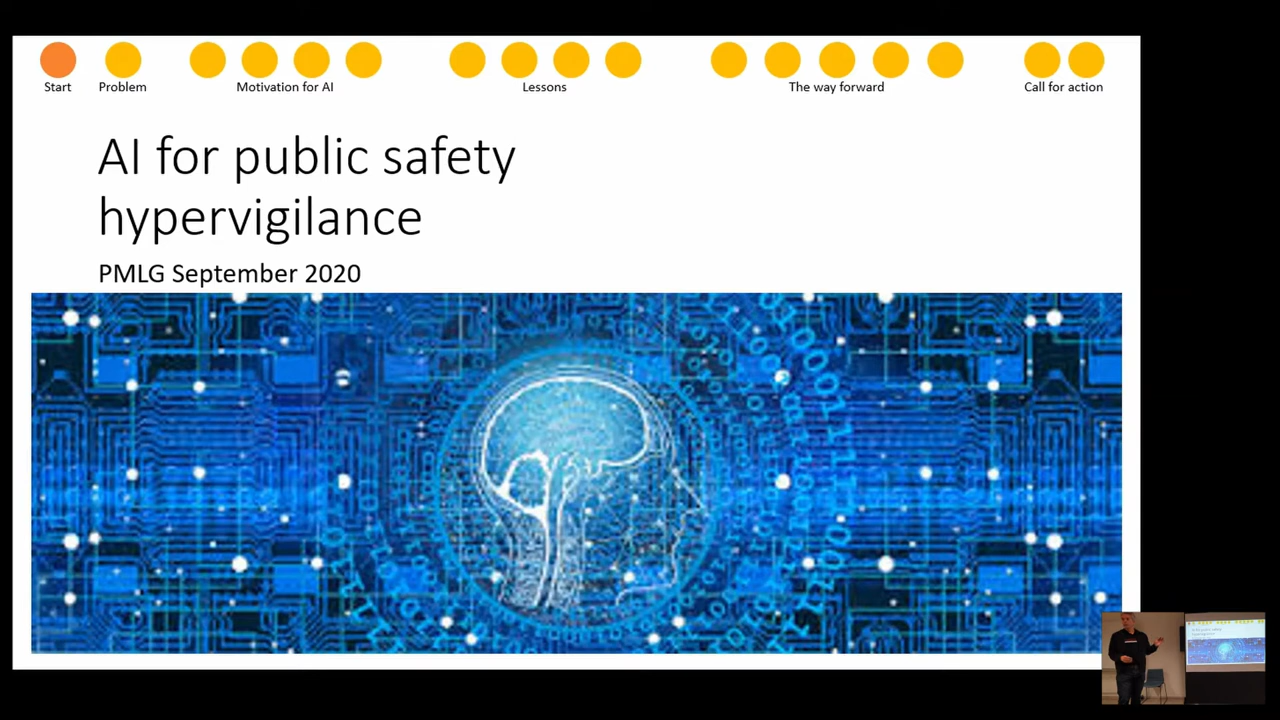 Start
Problem
Motivation for AI
Lessons
The way forward
Call for action
AI for public safety
hypervigilance
PMLG September 2020